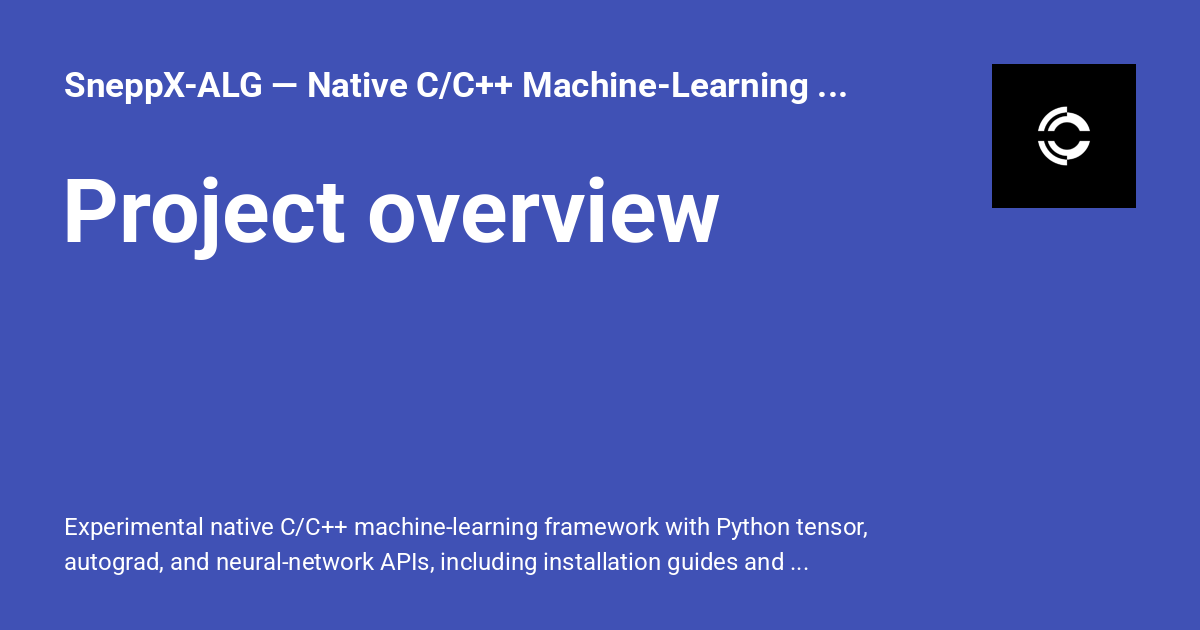 SneppX-ALG — Native C/C++ Machine-Learning ...
Project overview
Experimental native C/C++ machine-learning framework with Python tensor,
autograd, and neural-network APIs, including installation guides and ...